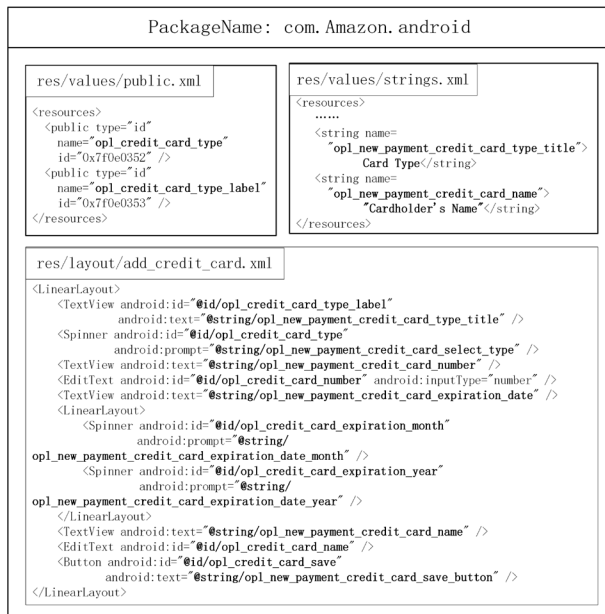 PackageName: com.Amazon.android
res/values/public.xml
<resources>
<public type="id"
name="opl_credit_card_type"
id="0x7f0e0352" />
<public type="id"
name="opl_credit_card_type_label"
id="0x7f0e0353" />
</resources>
res/values/strings.xml
<resources>
......
<string name=
"opl_new_payment_credit_card_type_title">
Card Type</string>
<string name=
"opl_new_payment_credit_card_name">
"Cardholder's Name"</string>
</resources>
res/layout/add_credit_card.xml
<LinearLayout>
<TextView android:id="@id/opl_credit_card_type_label"
android:text="@string/opl_new_payment_credit_card_type_title" />
<Spinner android:id="@id/opl_credit_card_type"
android:prompt="@string/opl_new_payment_credit_card_select_type" />
<TextView android:text="@string/opl_new_payment_credit_card_number" />
<EditText android:id="@id/opl_credit_card_number" android:inputType="number" />
<TextView android:text="@string/opl_new_payment_credit_card_expiration_date" />
<LinearLayout>
<Spinner android:id="@id/opl_credit_card_expiration_month"
android:prompt="@string/
opl_new_payment_credit_card_expiration_date_month" />
<Spinner android:id="@id/opl_credit_card_expiration_year"
android:prompt="@string/
opl_new_payment_credit_card_expiration_date_year" />
</LinearLayout>
<TextView android:text="@string/opl_new_payment_credit_card_name" />
<EditText android:id="@id/opl_credit_card_name" />
<Button android:id="@id/opl_credit_card_save"
android:text="@string/opl_new_payment_credit_card_save_button" />
</LinearLayout>